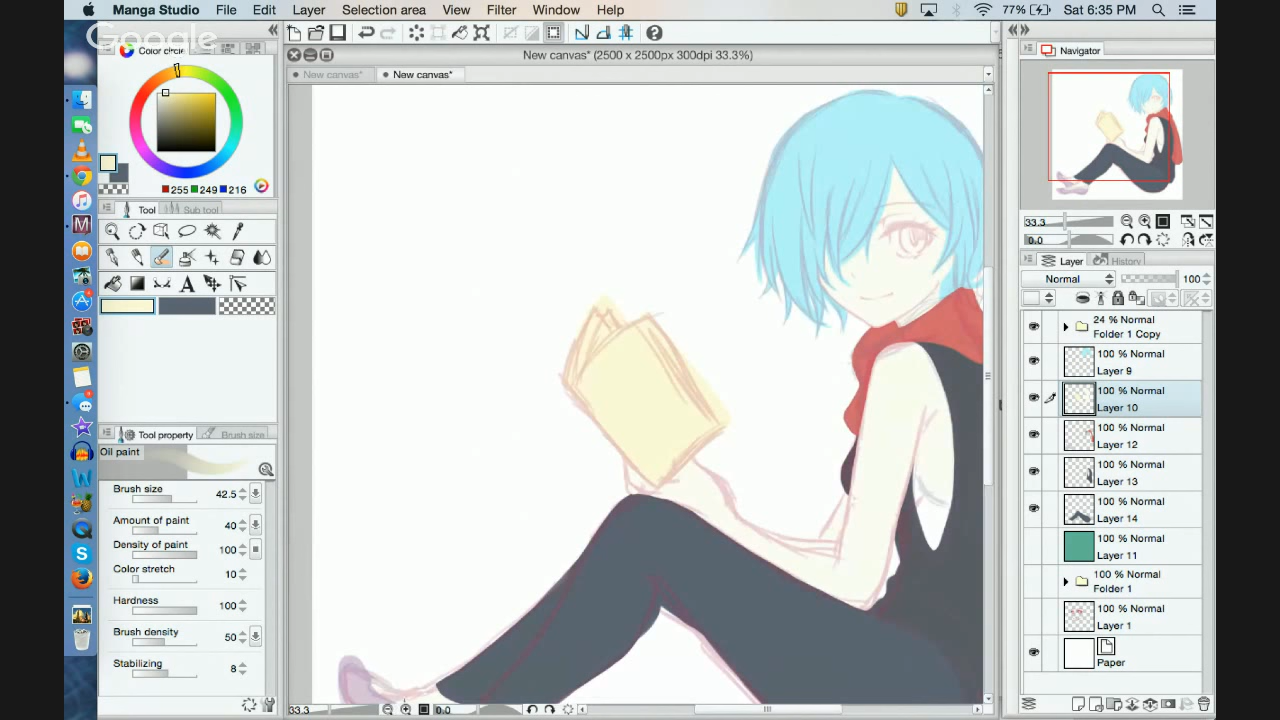 Manga Studio File Edit Layer Selection area View Filter Window Help
77% Sat 6:35 PM
Google
Color circle
New canvas* (2500 x 2500px 300dpi 33.3%)
New canvas*
New canvas*
Navigator
255 249 216
Tool Sub tool
33.3
0.0
Layer History
Normal 100
24 % Normal
Folder 1 Copy
100 % Normal
Layer 9
100 % Normal
Layer 10
100 % Normal
Layer 12
100 % Normal
Layer 13
100 % Normal
Layer 14
100 % Normal
Layer 11
100 % Normal
Folder 1
100 % Normal
Layer 1
Paper
Tool property Brush size
Oil paint
Brush size 42.5
Amount of paint 40
Density of paint 100
Color stretch 10
Hardness 100
Brush density 50
Stabilizing 8
33.3 0.0